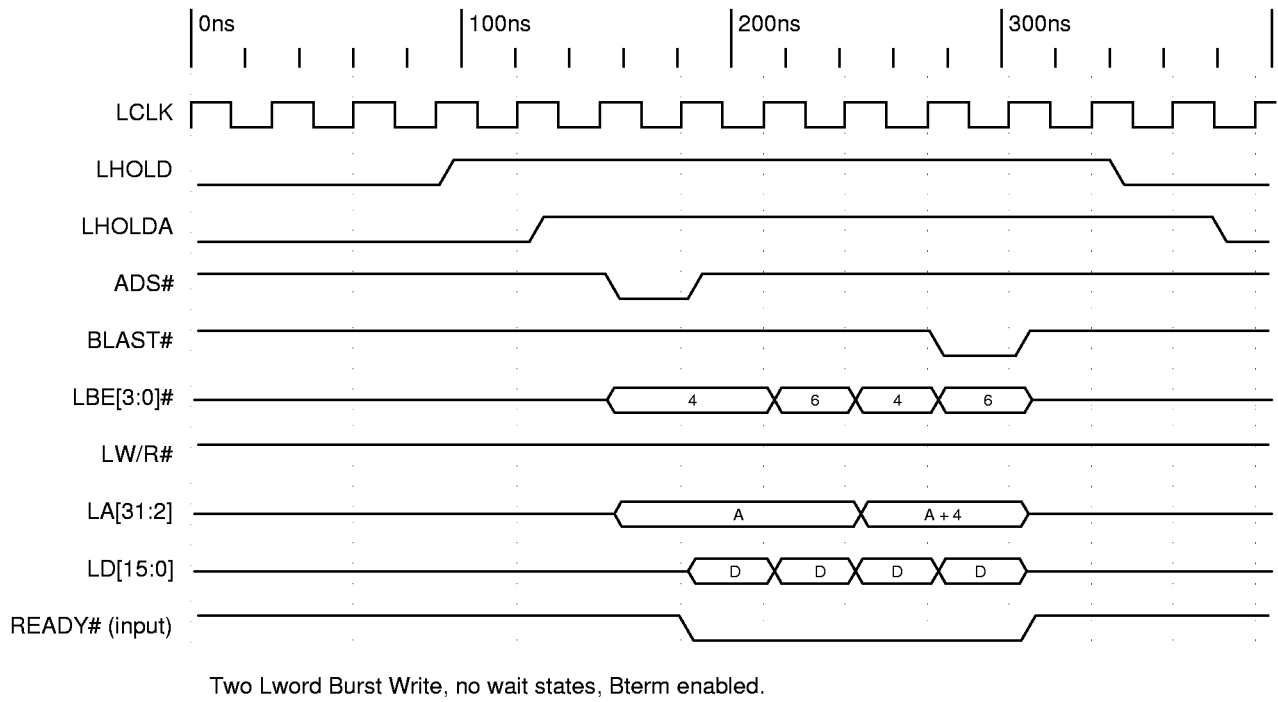 0ns 100ns 200ns 300ns
LCLK
LHOLD
LHOLDA
ADS#
BLAST#
LBE[3:0]# 4 6 4 6
LW/R#
LA[31:2] A A + 4
LD[15:0] D D D D
READY# (input)
Two Lword Burst Write, no wait states, Bterm enabled.